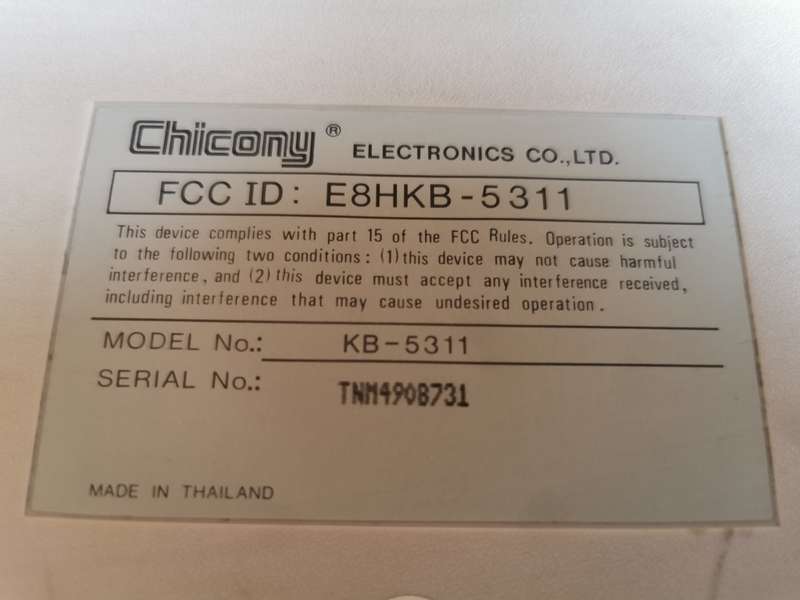 Chicony® ELECTRONICS CO.,LTD.
FCC ID: E8HKB-5311
This device complies with part 15 of the FCC Rules. Operation is subject
to the following two conditions: (1) this device may not cause harmful
interference, and (2) this device must accept any interference received,
including interference that may cause undesired operation.
MODEL No.: KB-5311
SERIAL No.: TNM490B731
MADE IN THAILAND